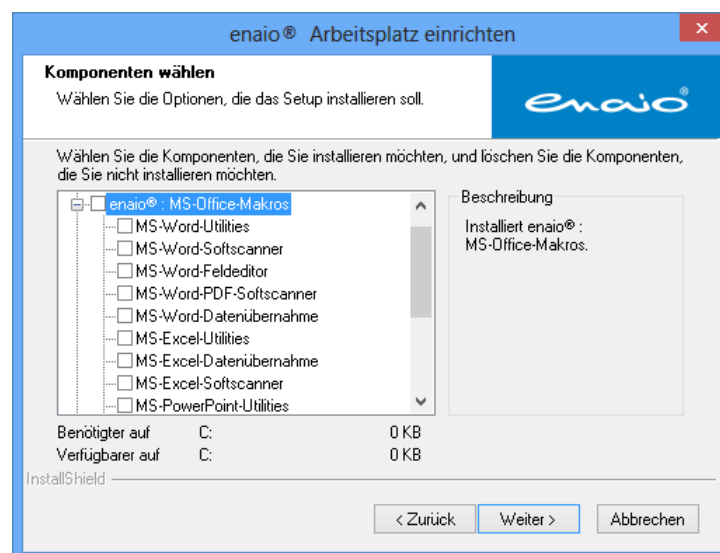 enaio® Arbeitsplatz einrichten
Komponenten wählen
Wählen Sie die Optionen, die das Setup installieren soll.
enaio®
Wählen Sie die Komponenten, die Sie installieren möchten, und löschen Sie die Komponenten,
die Sie nicht installieren möchten.
enaio® : MS-Office-Makros
MS-Word-Utilities
MS-Word-Softscanner
MS-Word-Feldeditor
MS-Word-PDF-Softscanner
MS-Word-Datenübernahme
MS-Excel-Utilities
MS-Excel-Datenübernahme
MS-Excel-Softscanner
MS-PowerPoint-Utilities
Beschreibung
Installiert enaio® :
MS-Office-Makros.
Benötigter auf C: 0 KB
Verfügbarer auf C: 0 KB
InstallShield
< Zurück Weiter > Abbrechen